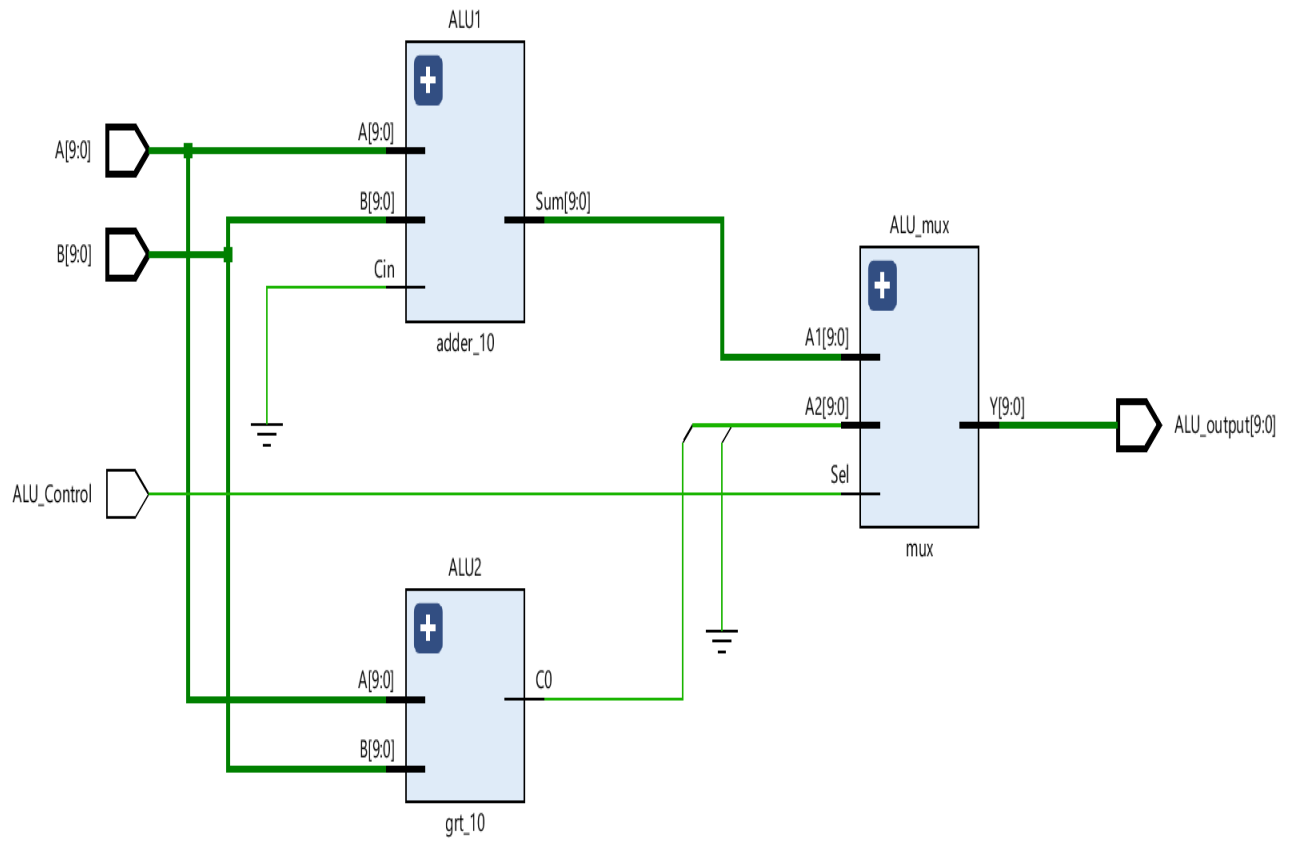 ALU1
A[9:0]
A[9:0]
B[9:0]
Sum[9:0]
B[9:0]
Cin
adder_10
ALU_mux
A1[9:0]
A2[9:0]
Y[9:0]
ALU_output[9:0]
Sel
ALU_Control
mux
ALU2
A[9:0]
C0
B[9:0]
grt_10